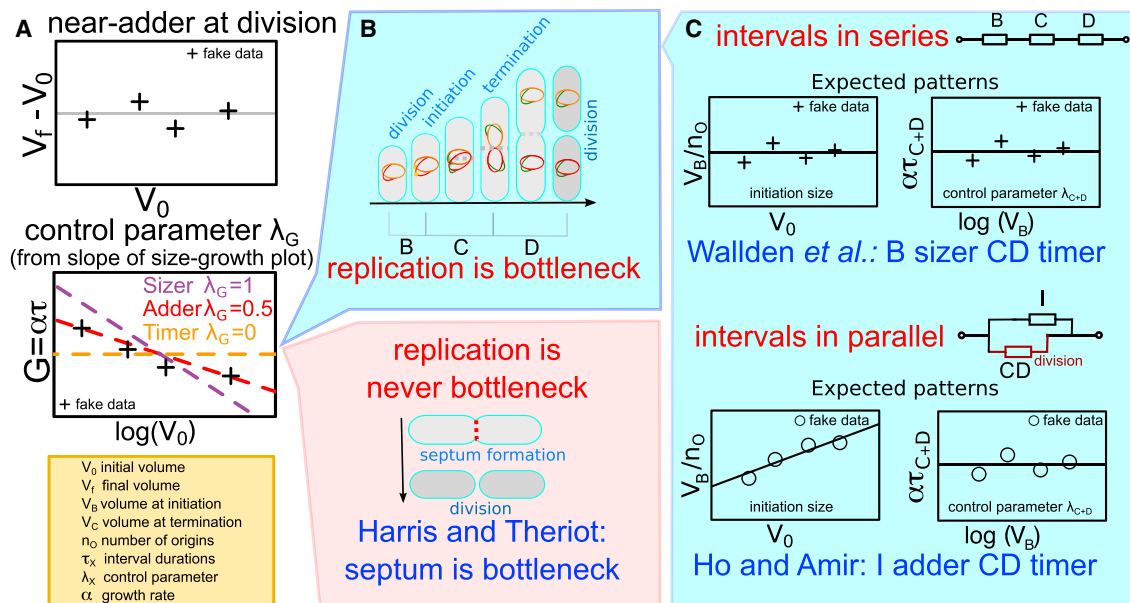 A
near-adder at division
+ fake data
Vf - V0
V0
control parameter λG
(from slope of size-growth plot)
Sizer λG=1
Adder λG=0.5
Timer λG=0
G=ατ
+ fake data
log(V0)
V0 initial volume
Vf final volume
VB volume at initiation
VC volume at termination
nO number of origins
τX interval durations
λX control parameter
α growth rate
B
division
initiation
termination
division
B C D
replication is bottleneck
replication is
never bottleneck
septum formation
division
Harris and Theriot:
septum is bottleneck
C
intervals in series
B C D
Expected patterns
+ fake data
VB/nO
initiation size
V0
+ fake data
ατC+D
control parameter λC+D
log (VB)
Wallden et al.: B sizer CD timer
intervals in parallel
I
CD
division
Expected patterns
○ fake data
VB/nO
initiation size
V0
○ fake data
ατC+D
control parameter λC+D
log (VB)
Ho and Amir: I adder CD timer